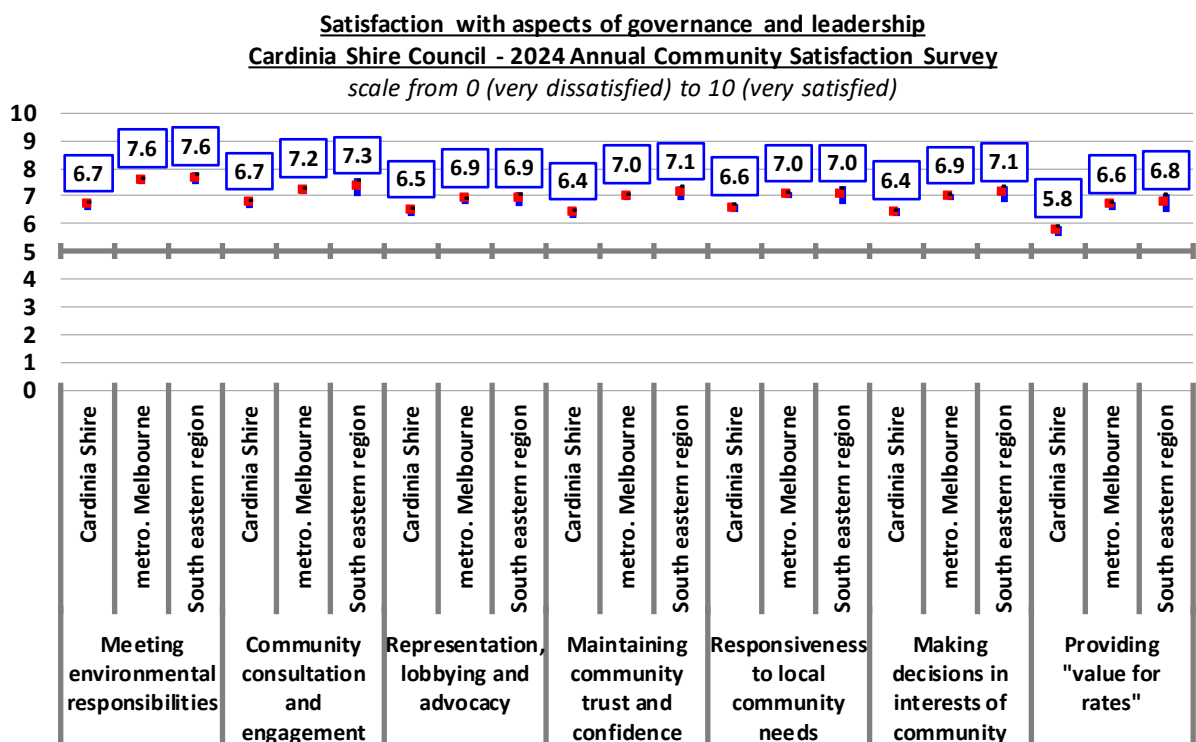 Satisfaction with aspects of governance and leadership
Cardinia Shire Council - 2024 Annual Community Satisfaction Survey
scale from 0 (very dissatisfied) to 10 (very satisfied)
10
9
8
7
6
5
4
3
2
1
0
6.7
7.6
7.6
6.7
7.2
7.3
6.5
6.9
6.9
6.4
7.0
7.1
6.6
7.0
7.0
6.4
6.9
7.1
5.8
6.6
6.8
Cardinia Shire
metro. Melbourne
South eastern region
Cardinia Shire
metro. Melbourne
South eastern region
Cardinia Shire
metro. Melbourne
South eastern region
Cardinia Shire
metro. Melbourne
South eastern region
Cardinia Shire
metro. Melbourne
South eastern region
Cardinia Shire
metro. Melbourne
South eastern region
Cardinia Shire
metro. Melbourne
South eastern region
Meeting
environmental
responsibilities
Community
consultation
and
engagement
Representation,
lobbying and
advocacy
Maintaining
community
trust and
confidence
Responsiveness
to local
community
needs
Making
decisions in
interests of
community
Providing
"value for
rates"